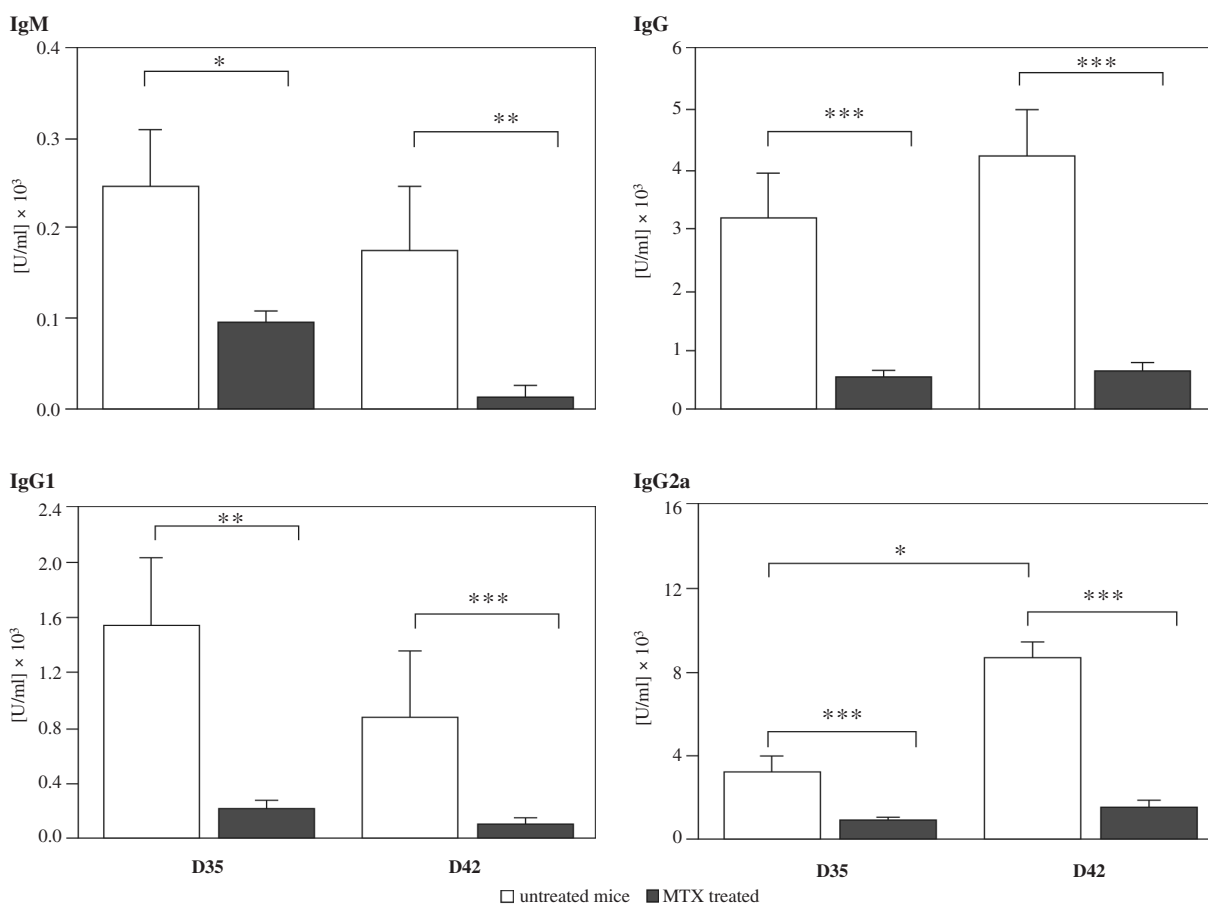 IgM
0.4
0.3
0.2
0.1
0.0
[U/ml] × 10³
*
**
IgG
6
5
4
3
2
1
0
[U/ml] × 10³
***
***
IgG1
2.4
2.0
1.6
1.2
0.8
0.4
0.0
[U/ml] × 10³
**
***
D35
D42
IgG2a
16
12
8
4
0
[U/ml] × 10³
*
***
***
D35
D42
untreated mice
MTX treated